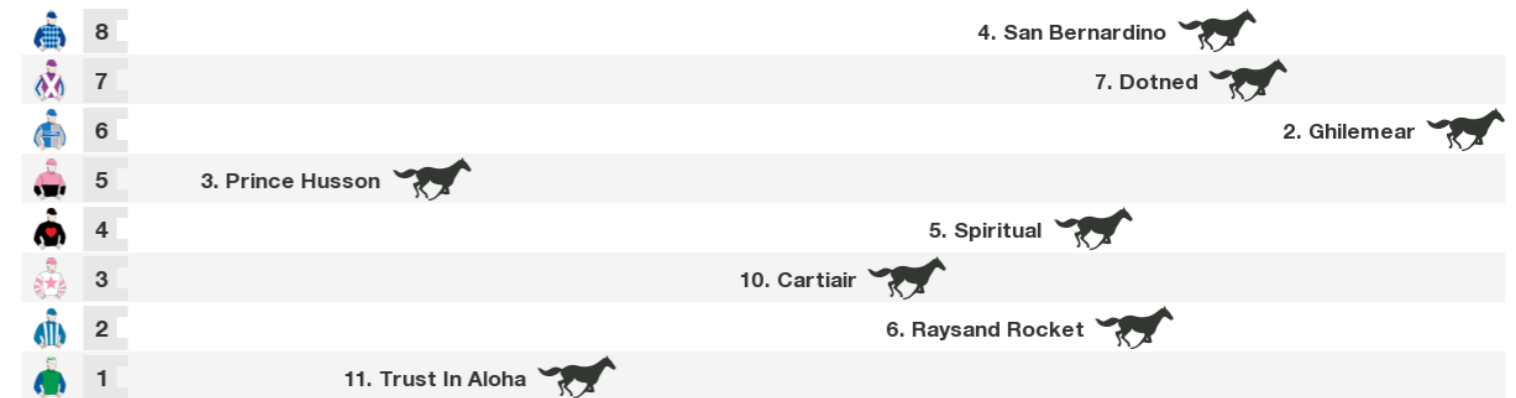 8 4. San Bernardino
7 7. Dotned
6 2. Ghilemear
5 3. Prince Husson
4 5. Spiritual
3 10. Cartiair
2 6. Raysand Rocket
1 11. Trust In Aloha